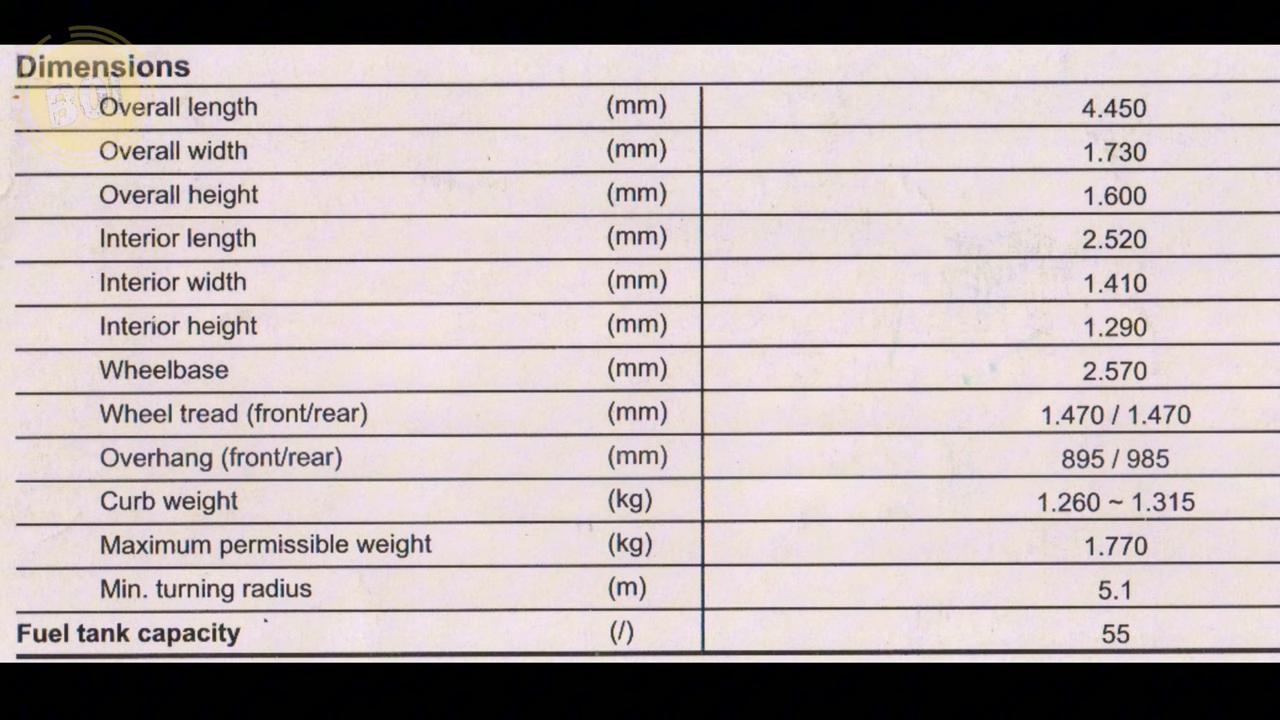 Dimensions
Overall length (mm) 4.450
Overall width (mm) 1.730
Overall height (mm) 1.600
Interior length (mm) 2.520
Interior width (mm) 1.410
Interior height (mm) 1.290
Wheelbase (mm) 2.570
Wheel tread (front/rear) (mm) 1.470 / 1.470
Overhang (front/rear) (mm) 895 / 985
Curb weight (kg) 1.260 ~ 1.315
Maximum permissible weight (kg) 1.770
Min. turning radius (m) 5.1
Fuel tank capacity (/) 55